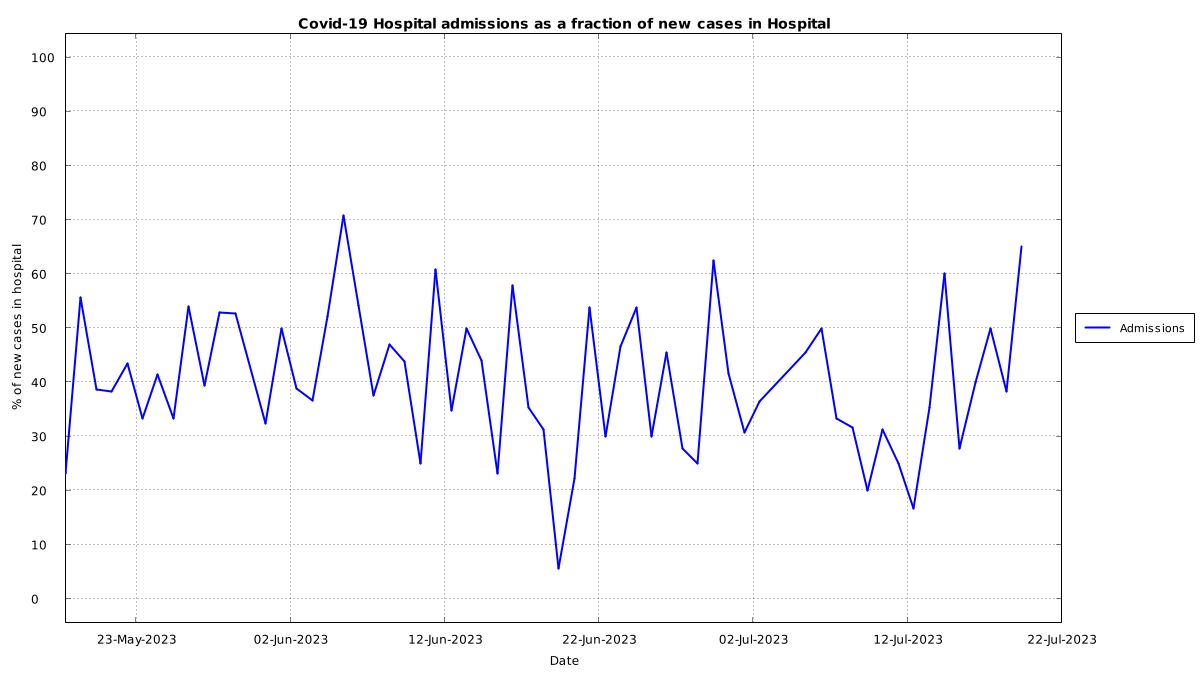 Covid-19 Hospital admissions as a fraction of new cases in Hospital
100
90
80
70
60
50
40
30
20
10
0
% of new cases in hospital
Admissions
23-May-2023
02-Jun-2023
12-Jun-2023
22-Jun-2023
02-Jul-2023
12-Jul-2023
22-Jul-2023
Date